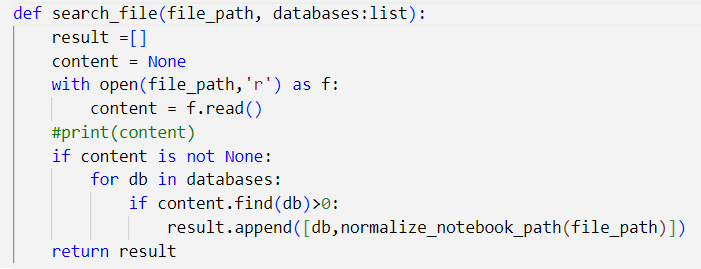 def search_file(file_path, databases:list):
    result =[]
    content = None
    with open(file_path,'r') as f:
        content = f.read()
    #print(content)
    if content is not None:
        for db in databases:
            if content.find(db)>0:
                result.append([db,normalize_notebook_path(file_path)])
    return result